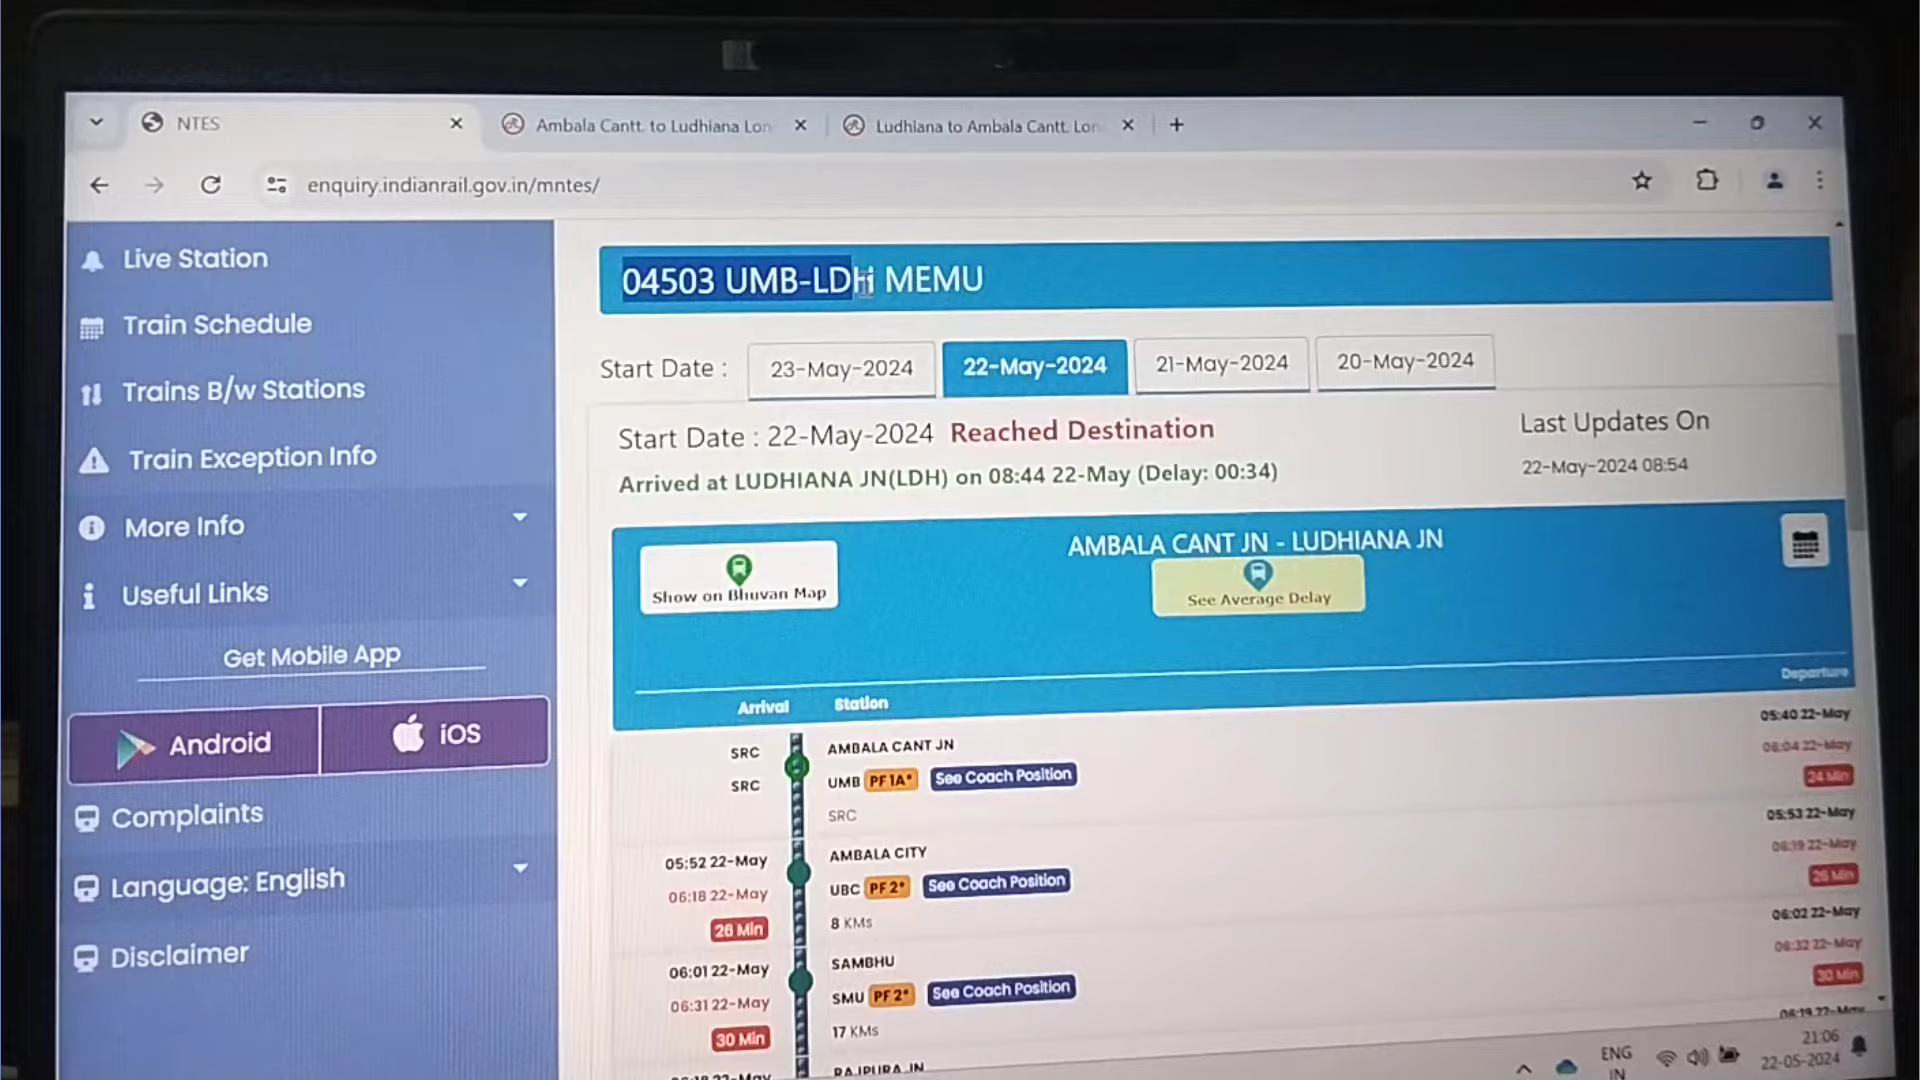 NTES
Ambala Cantt. to Ludhiana Lon
Ludhiana to Ambala Cantt. Lon
enquiry.indianrail.gov.in/mntes/
Live Station
Train Schedule
Trains B/w Stations
Train Exception Info
More Info
Useful Links
Get Mobile App
Android
iOS
Complaints
Language: English
Disclaimer
04503 UMB-LDH MEMU
Start Date :
23-May-2024
22-May-2024
21-May-2024
20-May-2024
Start Date : 22-May-2024 Reached Destination
Last Updates On
Arrived at LUDHIANA JN(LDH) on 08:44 22-May (Delay: 00:34)
22-May-2024 08:54
AMBALA CANT JN - LUDHIANA JN
Show on Bhuvan Map
See Average Delay
Arrival
Station
Departure
SRC
AMBALA CANT JN
05:40 22-May
SRC
UMB PF 1A* See Coach Position
06:04 22-May
24 Min
SRC
05:52 22-May
AMBALA CITY
05:53 22-May
06:18 22-May
UBC PF 2* See Coach Position
06:19 22-May
26 Min
8 KMs
26 Min
06:01 22-May
SAMBHU
06:02 22-May
06:31 22-May
SMU PF 2* See Coach Position
06:32 22-May
30 Min
17 KMs
30 Min
RAJPURA JN
06:19 22-May
ENG
IN
21:06
22-05-2024